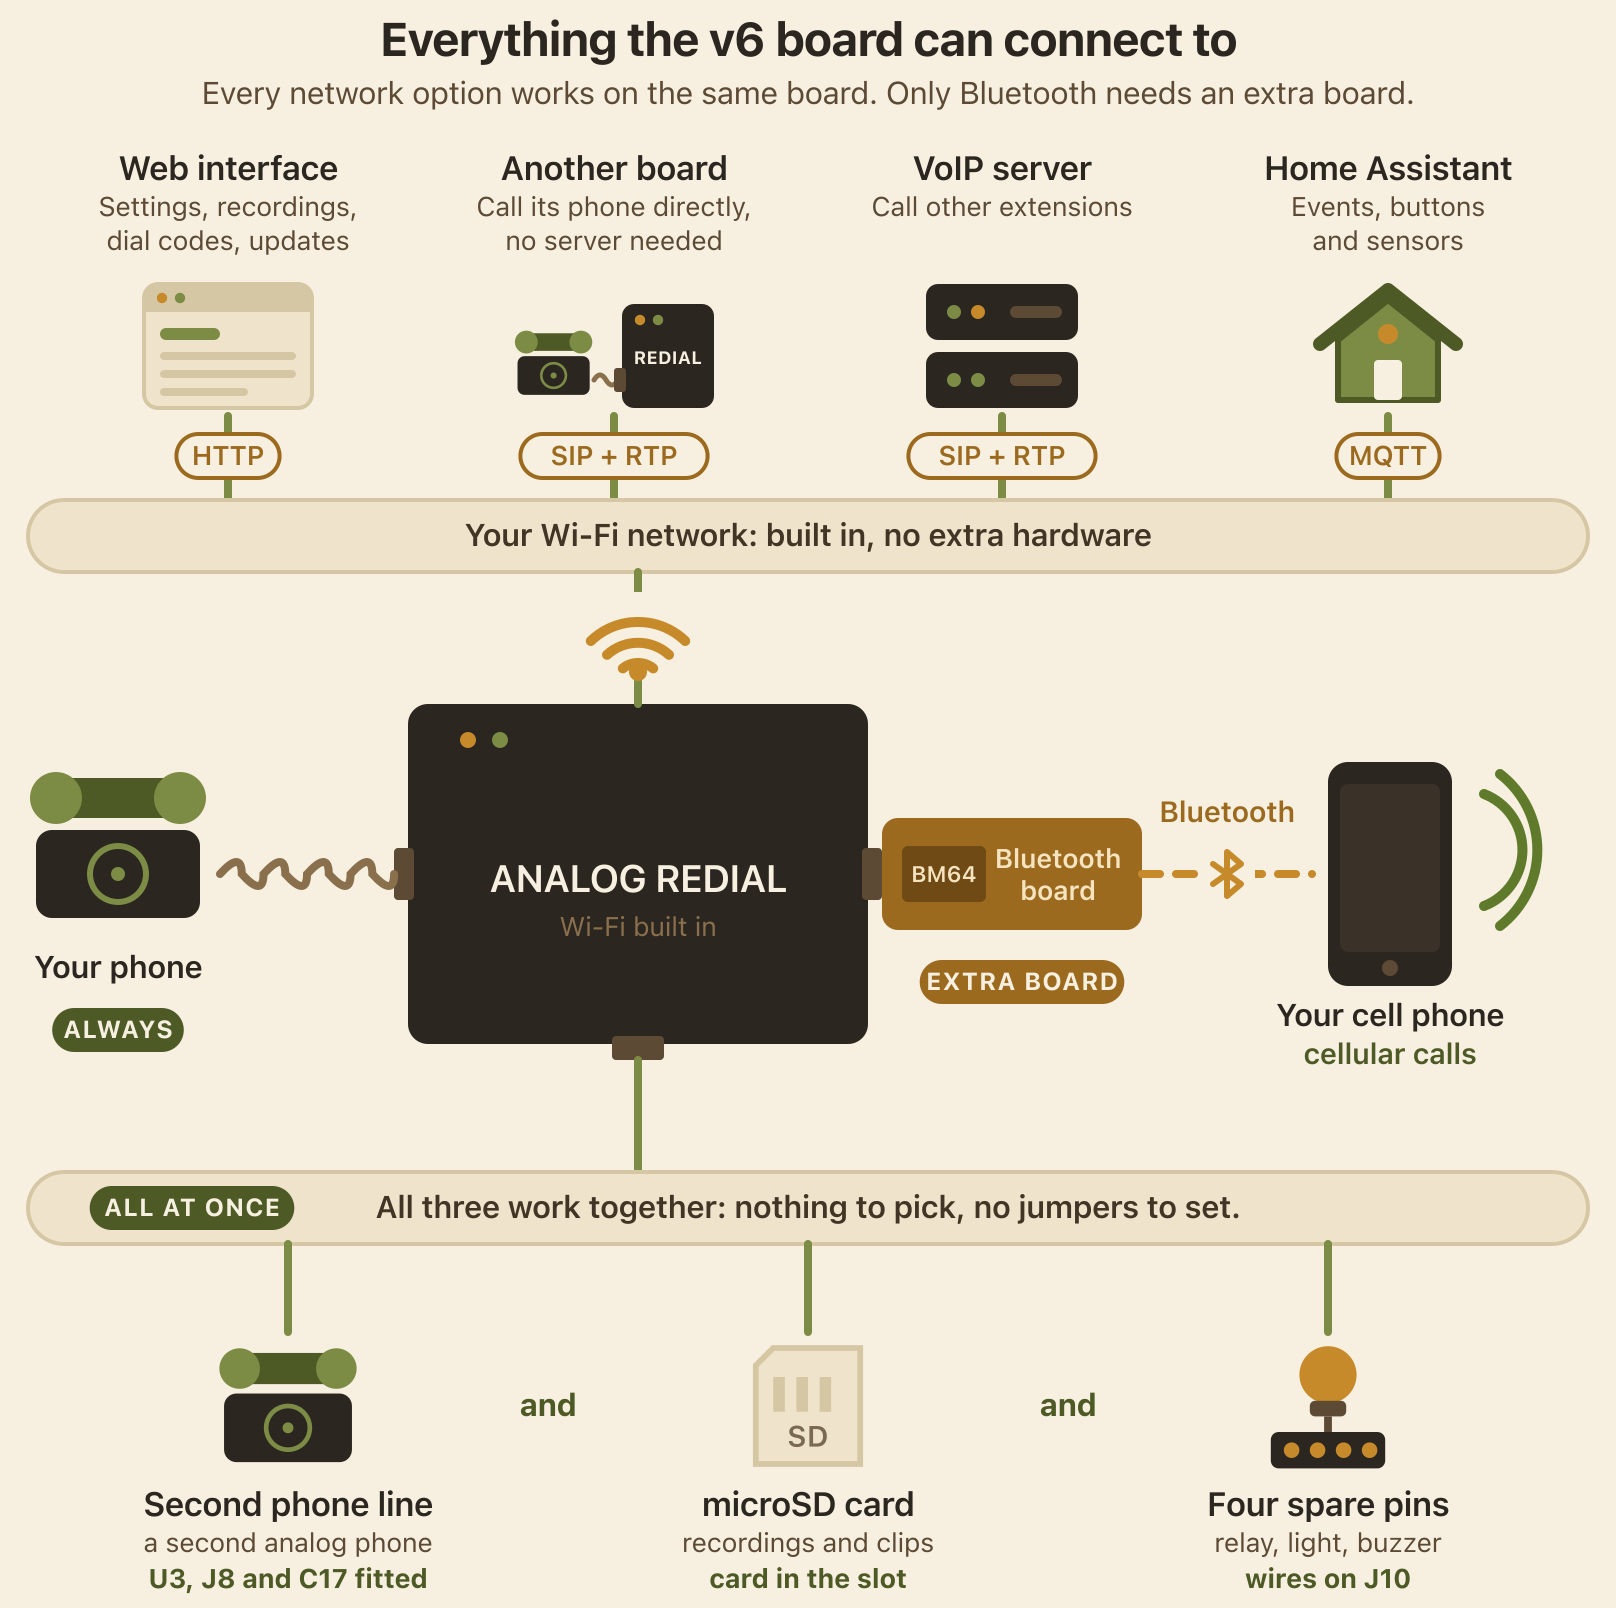 Everything the v6 board can connect to
Every network option works on the same board. Only Bluetooth needs an extra board.
Web interface
Settings, recordings,
dial codes, updates
Another board
Call its phone directly,
no server needed
VoIP server
Call other extensions
Home Assistant
Events, buttons
and sensors
REDIAL
HTTP
SIP + RTP
SIP + RTP
MQTT
Your Wi-Fi network: built in, no extra hardware
Your phone
ALWAYS
ANALOG REDIAL
Wi-Fi built in
BM64
Bluetooth
board
EXTRA BOARD
Bluetooth
Your cell phone
cellular calls
ALL AT ONCE
All three work together: nothing to pick, no jumpers to set.
and
SD
and
Second phone line
a second analog phone
U3, J8 and C17 fitted
microSD card
recordings and clips
card in the slot
Four spare pins
relay, light, buzzer
wires on J10